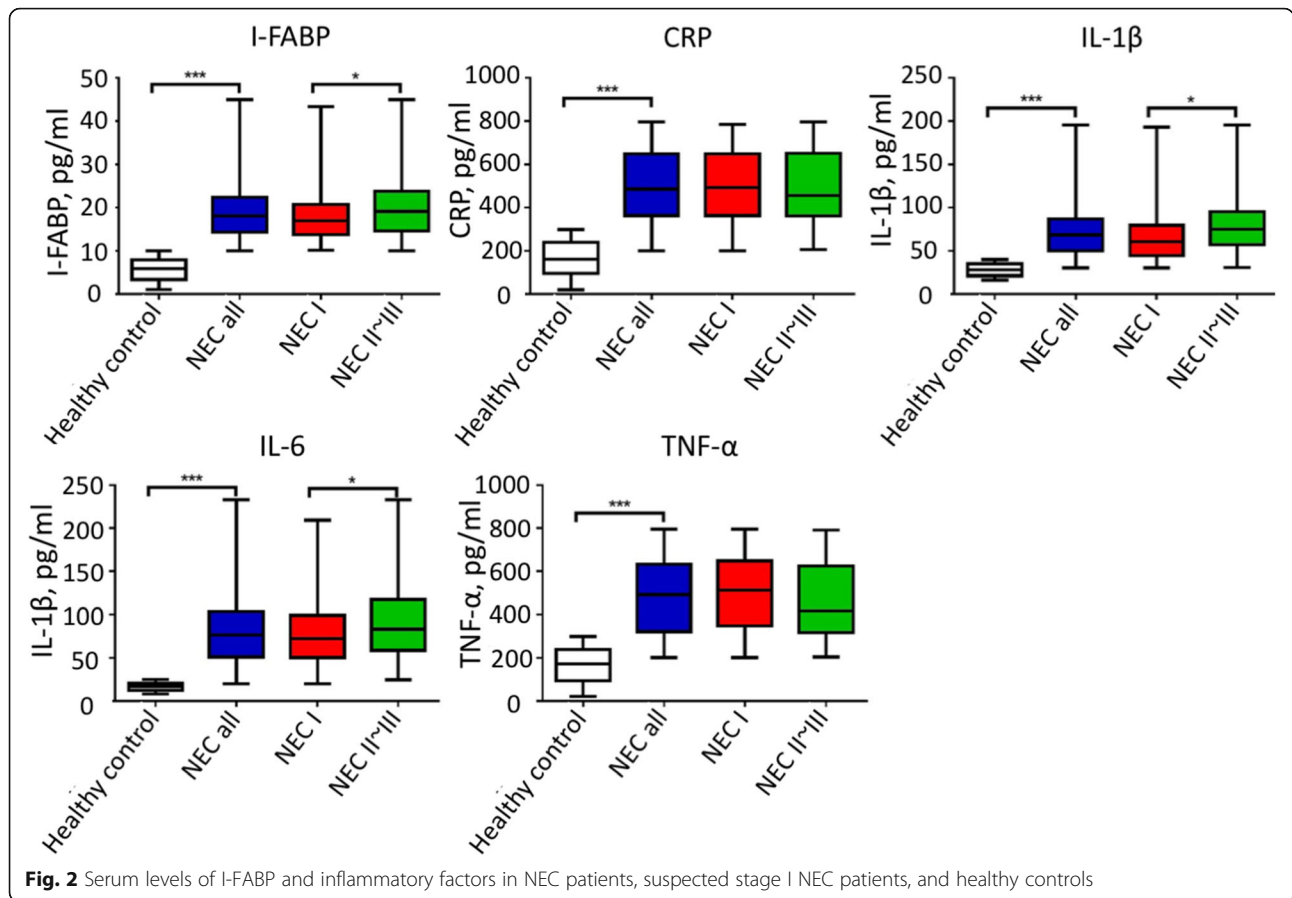 I-FABP
***
*
I-FABP, pg/ml
50
40
30
20
10
0
Healthy control
NEC all
NEC I
NEC II~III
CRP
***
CRP, pg/ml
1000
800
600
400
200
0
Healthy control
NEC all
NEC I
NEC II~III
IL-1β
***
*
IL-1β, pg/ml
250
200
150
100
50
0
Healthy control
NEC all
NEC I
NEC II~III
IL-6
***
*
IL-1β, pg/ml
250
200
150
100
50
0
Healthy control
NEC all
NEC I
NEC II~III
TNF-α
***
TNF-α, pg/ml
1000
800
600
400
200
0
Healthy control
NEC all
NEC I
NEC II~III
Fig. 2 Serum levels of I-FABP and inflammatory factors in NEC patients, suspected stage I NEC patients, and healthy controls